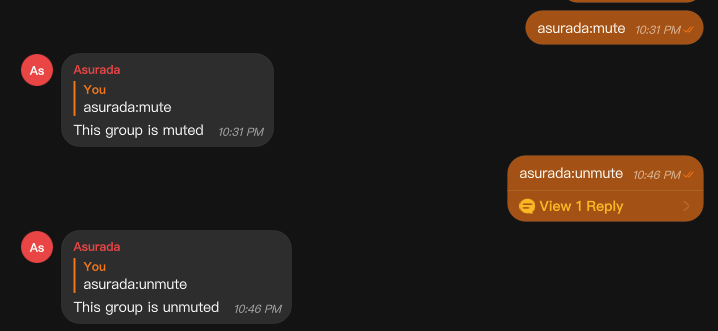 asurada:mute 10:31 PM
As
Asurada
You
asurada:mute
This group is muted 10:31 PM
asurada:unmute 10:46 PM
View 1 Reply
As
Asurada
You
asurada:unmute
This group is unmuted 10:46 PM